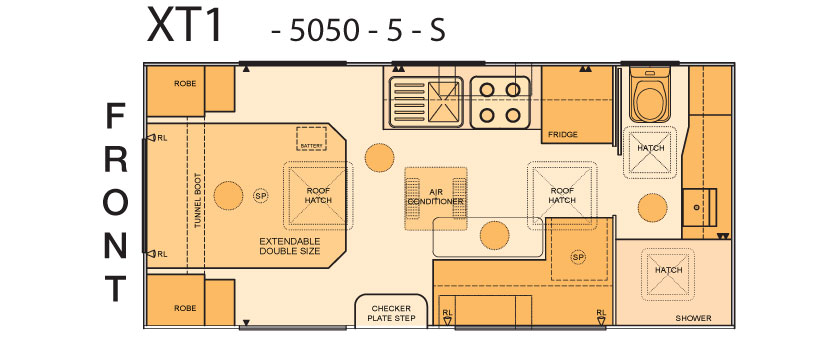 XT1 - 5050 - 5 - S
FRONT
ROBE
RL
BATTERY
TUNNEL BOOT
SP
ROOF
HATCH
EXTENDABLE
DOUBLE SIZE
RL
ROBE
AIR
CONDITIONER
CHECKER
PLATE STEP
FRIDGE
ROOF
HATCH
SP
RL
RL
HATCH
HATCH
SHOWER